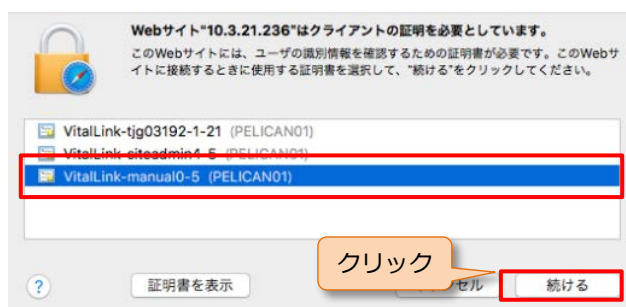 Webサイト"10.3.21.236"はクライアントの証明を必要としています。
このWebサイトには、ユーザの識別情報を確認するための証明書が必要です。このWebサ
イトに接続するときに使用する証明書を選択して、"続ける"をクリックしてください。
VitalLink-tjg03192-1-21 (PELICAN01)
VitalLink-siteadmin4-5 (PELICAN01)
VitalLink-manual0-5 (PELICAN01)
クリック
?
証明書を表示
セル
続ける